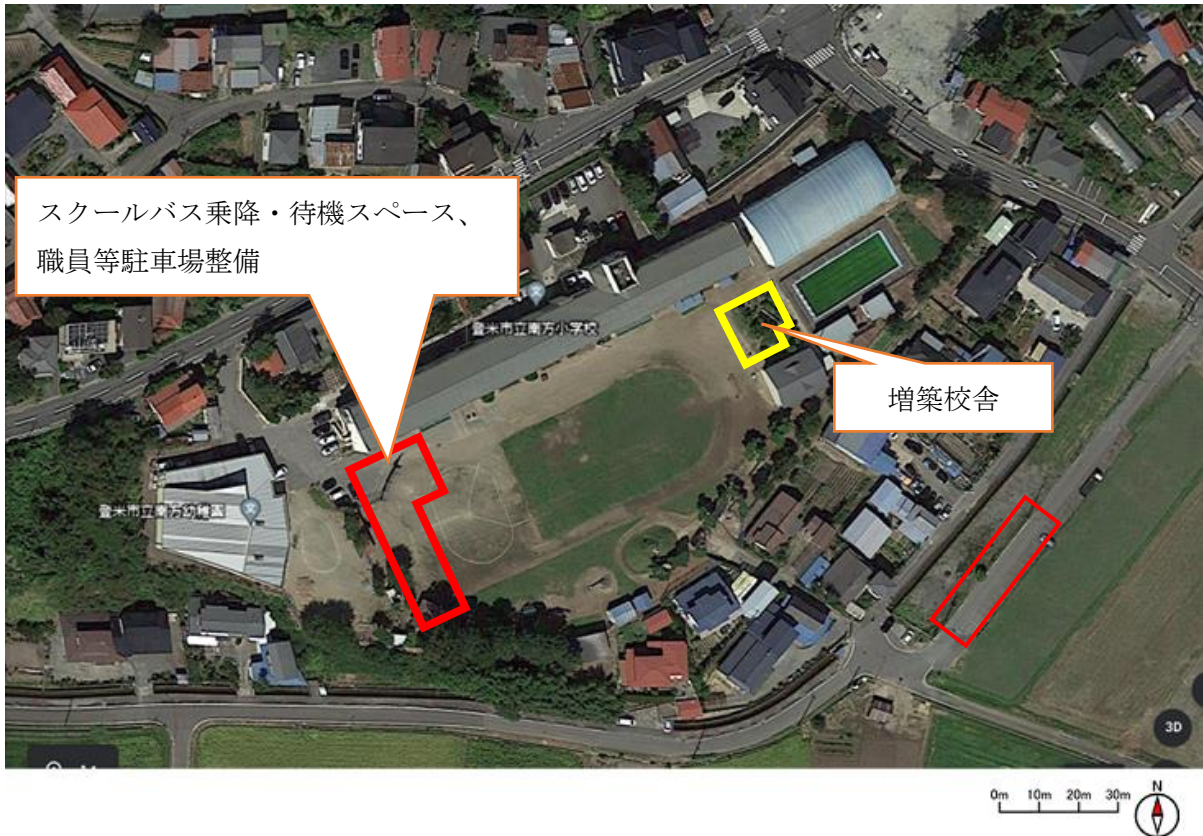 スクールバス乗降・待機スペース、
職員等駐車場整備
登米市立南方小学校
増築校舎
登米市立南方幼稚園
3D
0m 10m 20m 30m
N